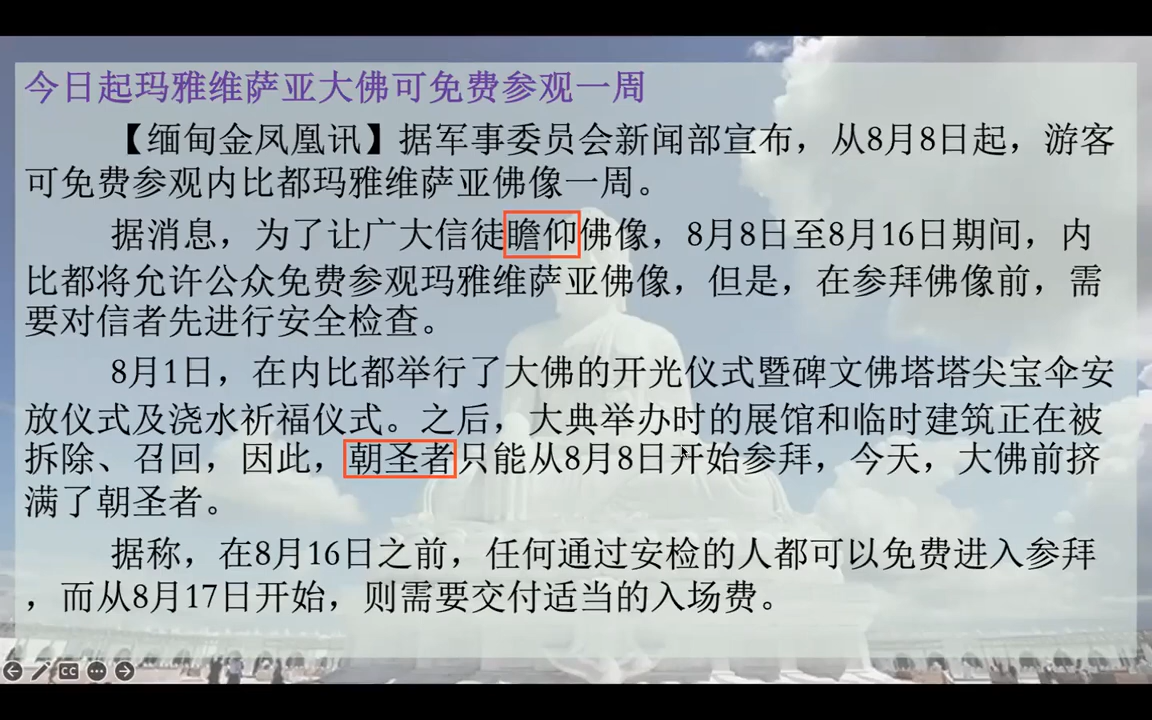 今日起玛雅维萨亚大佛可免费参观一周
【缅甸金凤凰讯】据军事委员会新闻部宣布，从8月8日起，游客
可免费参观内比都玛雅维萨亚佛像一周。
据消息，为了让广大信徒瞻仰佛像，8月8日至8月16日期间，内
比都将允许公众免费参观玛雅维萨亚佛像，但是，在参拜佛像前，需
要对信者先进行安全检查。
8月1日，在内比都举行了大佛的开光仪式暨碑文佛塔塔尖宝伞安
放仪式及浇水祈福仪式。之后，大典举办时的展馆和临时建筑正在被
拆除、召回，因此，朝圣者只能从8月8日开始参拜，今天，大佛前挤
满了朝圣者。
据称，在8月16日之前，任何通过安检的人都可以免费进入参拜
，而从8月17日开始，则需要交付适当的入场费。
CC